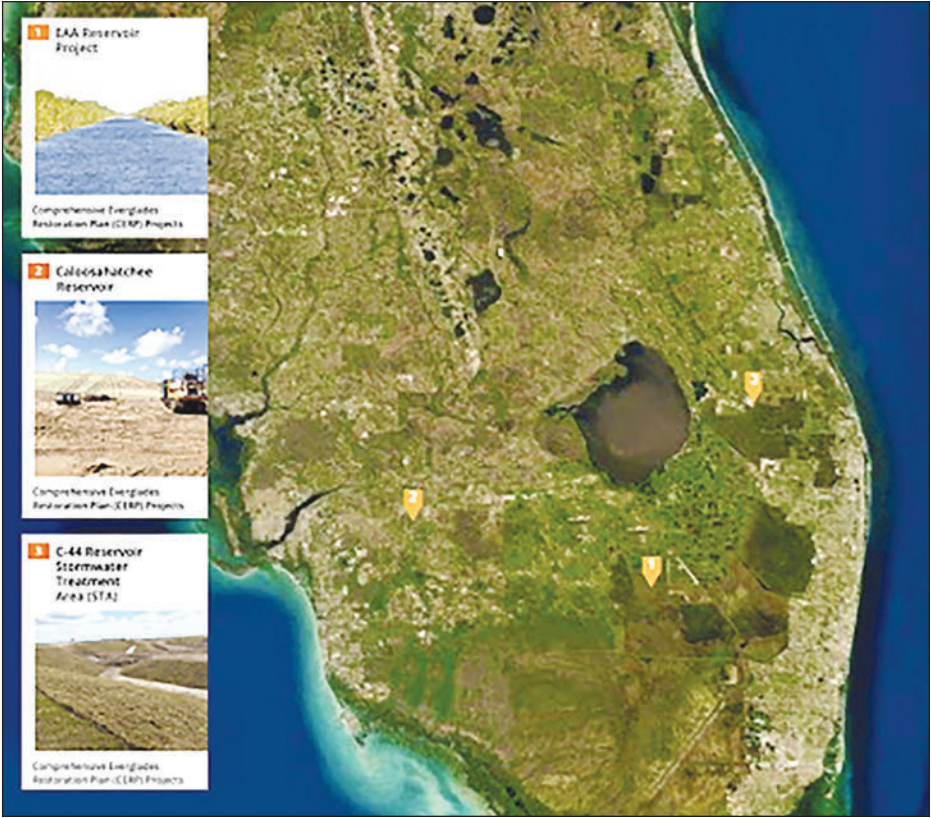 1 EAA Reservoir
Project
Comprehensive Everglades
Restoration Plan (CERP) Projects
2 Caloosahatchee
Reservoir
Comprehensive Everglades
Restoration Plan (CERP) Projects
3 C-44 Reservoir
Stormwater
Treatment
Area (STA)
Comprehensive Everglades
Restoration Plan (CERP) Projects
3
2
1